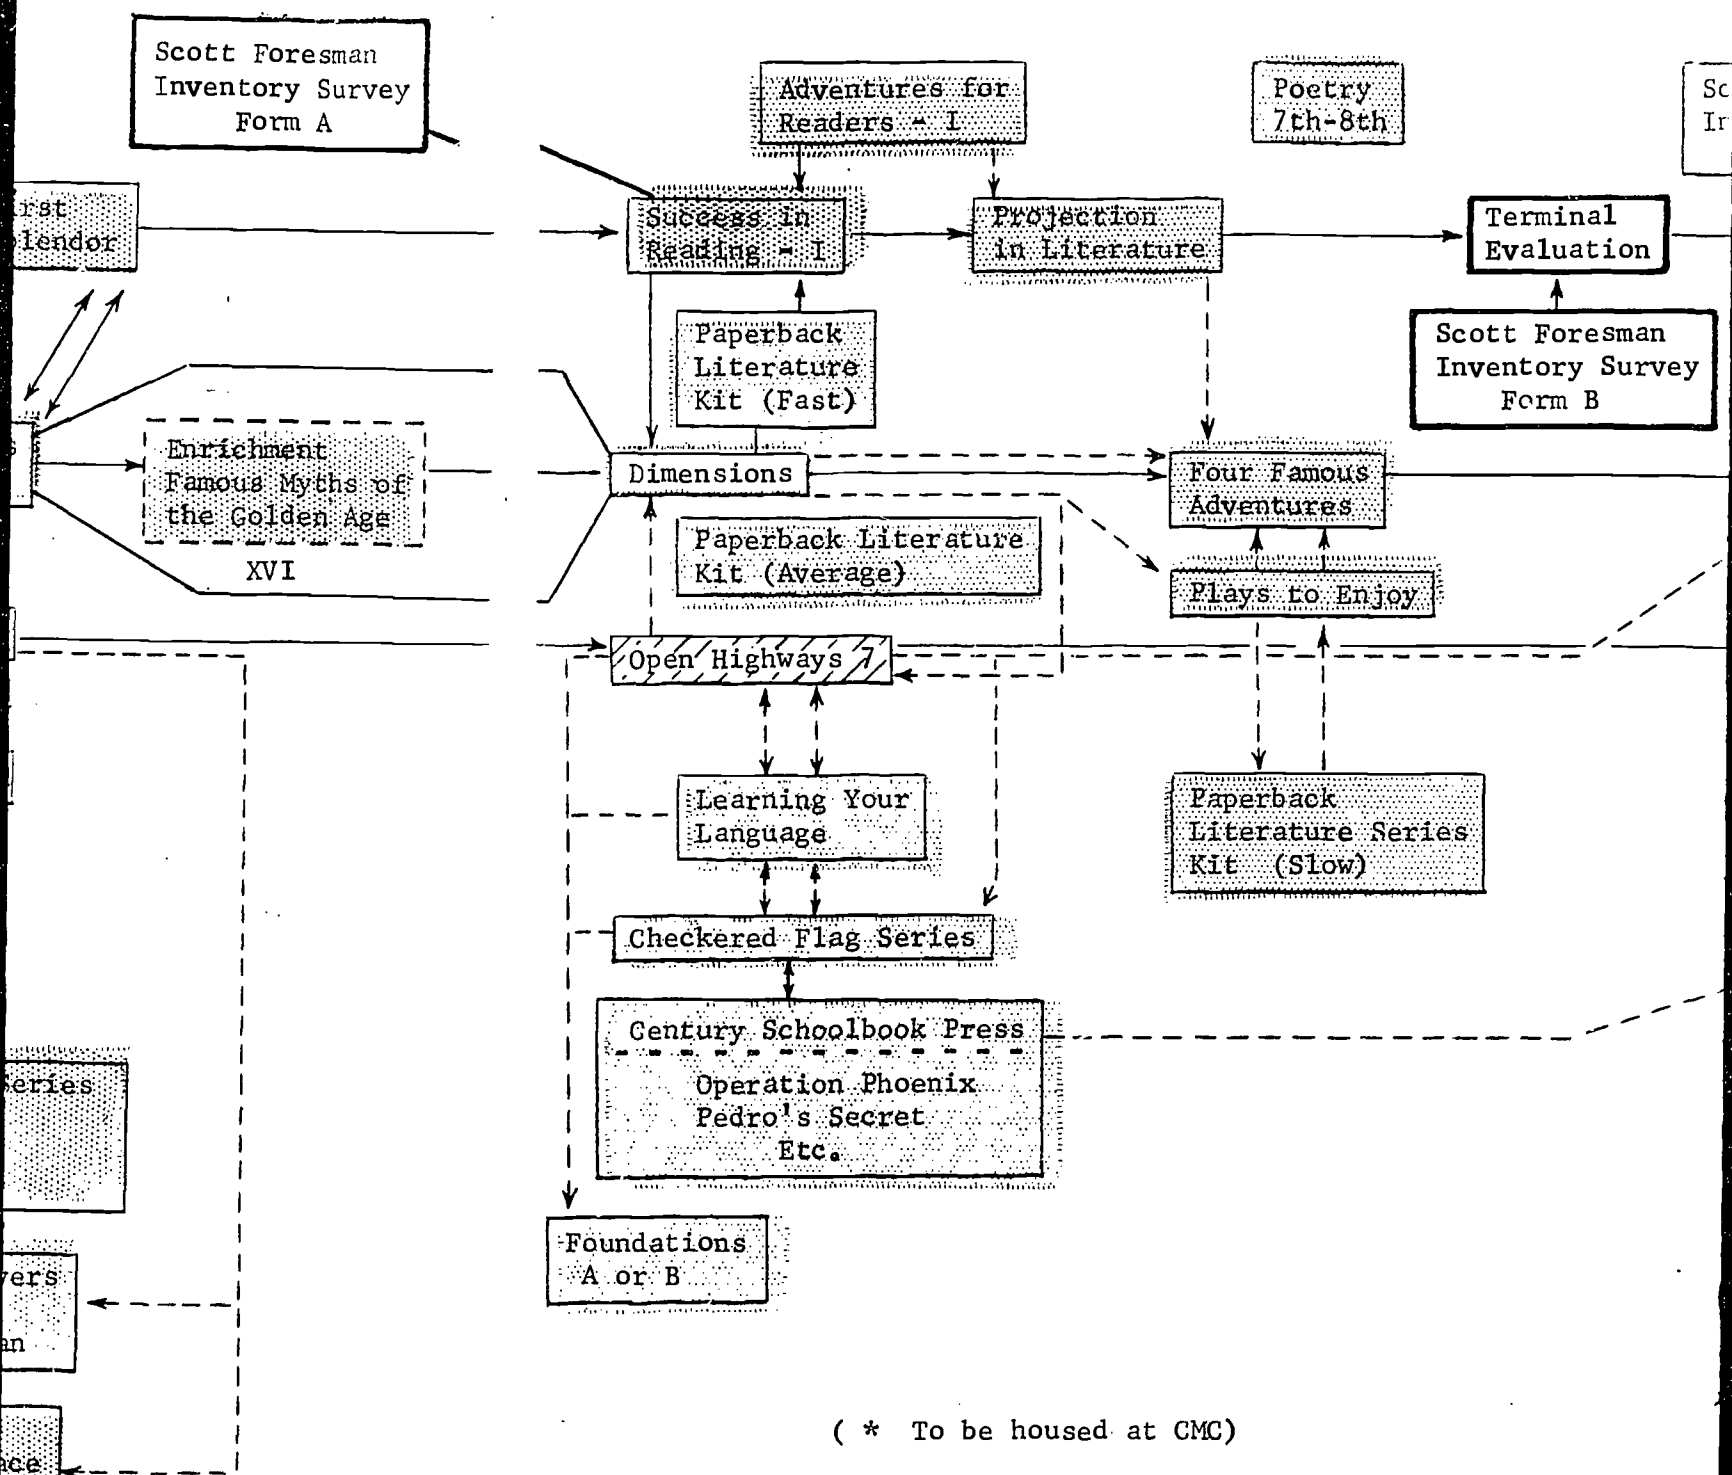 Scott Foresman
Inventory Survey
Form A
Adventures for
Readers - I
Poetry
7th-8th
Success in
Reading - I
Projection
in Literature
Terminal
Evaluation
Scott Foresman
Inventory Survey
Form B
Paperback
Literature
Kit (Fast)
Enrichment
Famous Myths of
the Golden Age
XVI
Dimensions
Four Famous
Adventures
Paperback Literature
Kit (Average)
Plays to Enjoy
Open Highways 7
Learning Your
Language
Paperback
Literature Series
Kit (Slow)
Checkered Flag Series
Century Schoolbook Press
Operation Phoenix
Pedro's Secret
Etc.
Series
Foundations
A or B
( * To be housed at CMC)